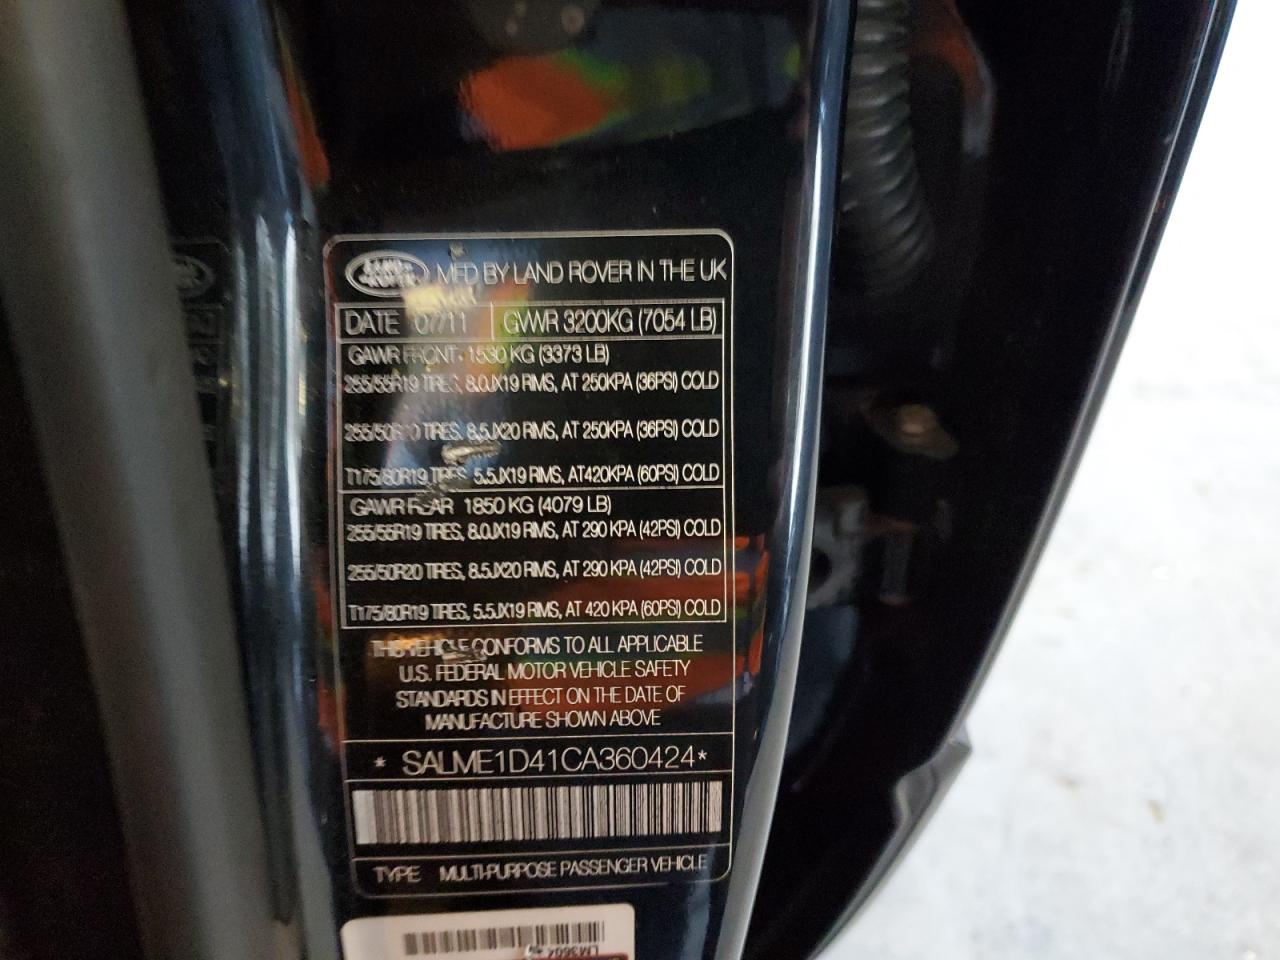 LAND ROVER MFD BY LAND ROVER IN THE UK
DATE 07/11 GVWR 3200KG (7054 LB)
GAWR FRONT 1530 KG (3373 LB)
255/55R19 TIRES, 8.0JX19 RIMS, AT 250KPA (36PSI) COLD
255/50R20 TIRES, 8.5JX20 RIMS, AT 250KPA (36PSI) COLD
T175/80R19 TIRES, 5.5JX19 RIMS, AT420KPA (60PSI) COLD
GAWR REAR 1850 KG (4079 LB)
255/55R19 TIRES, 8.0JX19 RIMS, AT 290 KPA (42PSI) COLD
255/50R20 TIRES, 8.5JX20 RIMS, AT 290 KPA (42PSI) COLD
T175/80R19 TIRES, 5.5JX19 RIMS, AT 420 KPA (60PSI) COLD
THIS VEHICLE CONFORMS TO ALL APPLICABLE
U.S. FEDERAL MOTOR VEHICLE SAFETY
STANDARDS IN EFFECT ON THE DATE OF
MANUFACTURE SHOWN ABOVE
* SALME1D41CA360424*
TYPE MULTI-PURPOSE PASSENGER VEHICLE